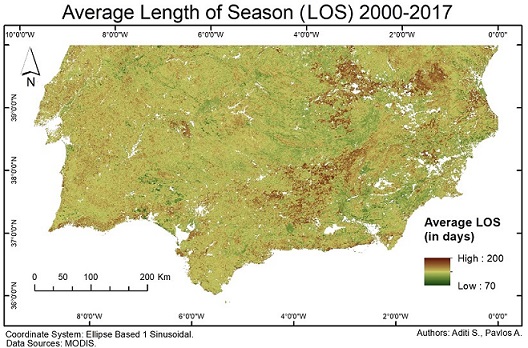 Average Length of Season (LOS) 2000-2017
10°0'0"W 8°0'0"W 6°0'0"W 4°0'0"W 2°0'0"W 0°0'0"
N
39°0'0"N
38°0'0"N
37°0'0"N
36°0'0"N
Average LOS
(in days)
High : 200
Low : 70
0 50 100 200 Km
8°0'0"W 6°0'0"W 4°0'0"W 2°0'0"W 0°0'0"
Coordinate System: Ellipse Based 1 Sinusoidal.
Authors: Aditi S., Pavlos A.
Data Sources: MODIS.